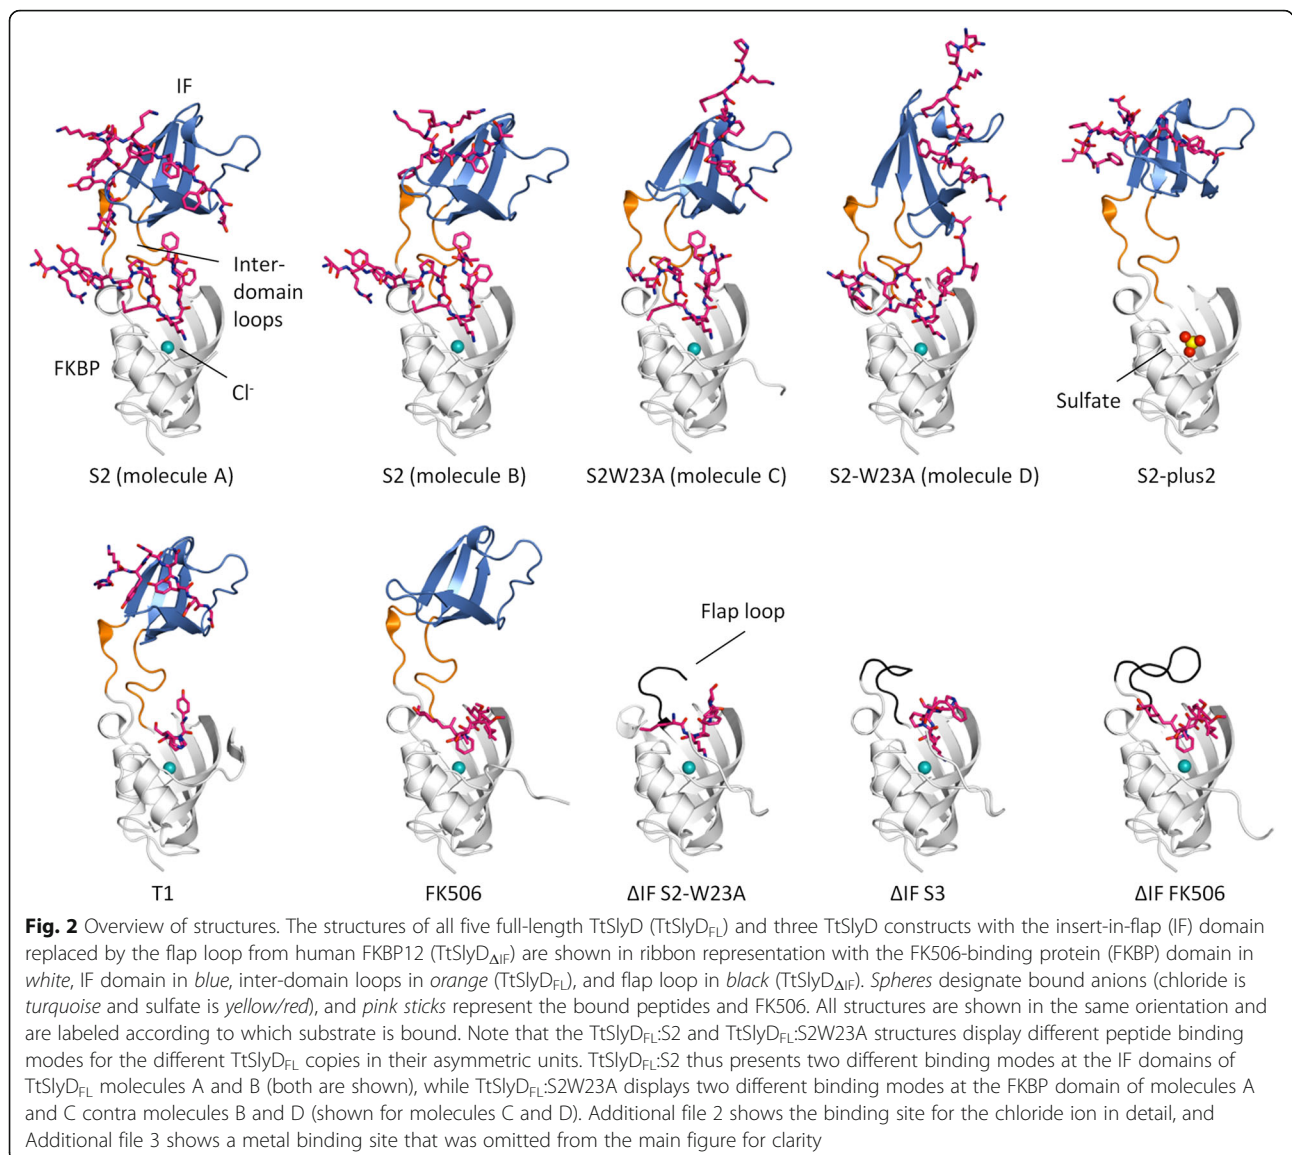 IF
Inter-
domain
loops
FKBP
Cl⁻
Sulfate
S2 (molecule A)
S2 (molecule B)
S2W23A (molecule C)
S2-W23A (molecule D)
S2-plus2
Flap loop
T1
FK506
ΔIF S2-W23A
ΔIF S3
ΔIF FK506
Fig. 2 Overview of structures. The structures of all five full-length TtSlyD (TtSlyD_FL) and three TtSlyD constructs with the insert-in-flap (IF) domain
replaced by the flap loop from human FKBP12 (TtSlyD_ΔIF) are shown in ribbon representation with the FK506-binding protein (FKBP) domain in
white, IF domain in blue, inter-domain loops in orange (TtSlyD_FL), and flap loop in black (TtSlyD_ΔIF). Spheres designate bound anions (chloride is
turquoise and sulfate is yellow/red), and pink sticks represent the bound peptides and FK506. All structures are shown in the same orientation and
are labeled according to which substrate is bound. Note that the TtSlyD_FL:S2 and TtSlyD_FL:S2W23A structures display different peptide binding
modes for the different TtSlyD_FL copies in their asymmetric units. TtSlyD_FL:S2 thus presents two different binding modes at the IF domains of
TtSlyD_FL molecules A and B (both are shown), while TtSlyD_FL:S2W23A displays two different binding modes at the FKBP domain of molecules A
and C contra molecules B and D (shown for molecules C and D). Additional file 2 shows the binding site for the chloride ion in detail, and
Additional file 3 shows a metal binding site that was omitted from the main figure for clarity